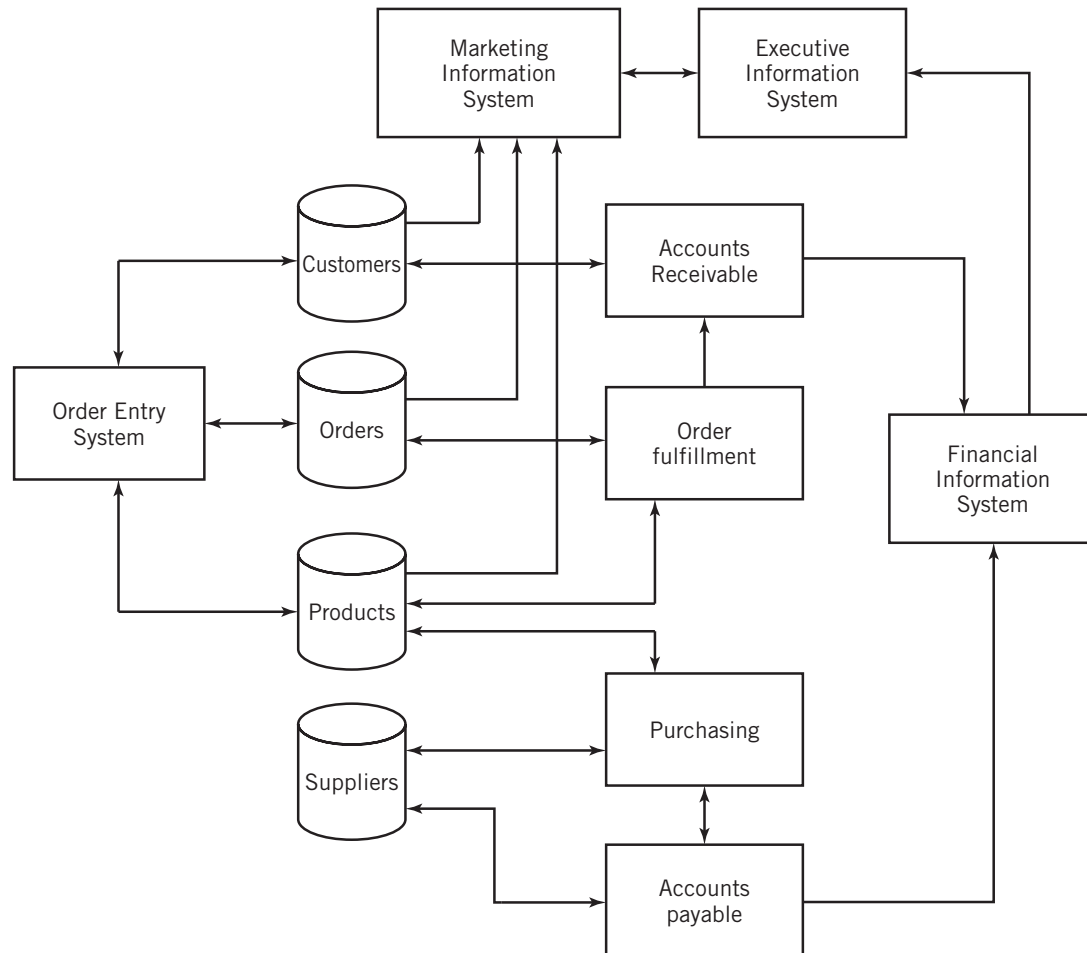 Marketing
Information
System
Executive
Information
System
Customers
Accounts
Receivable
Order Entry
System
Orders
Order
fulfillment
Financial
Information
System
Products
Purchasing
Suppliers
Accounts
payable